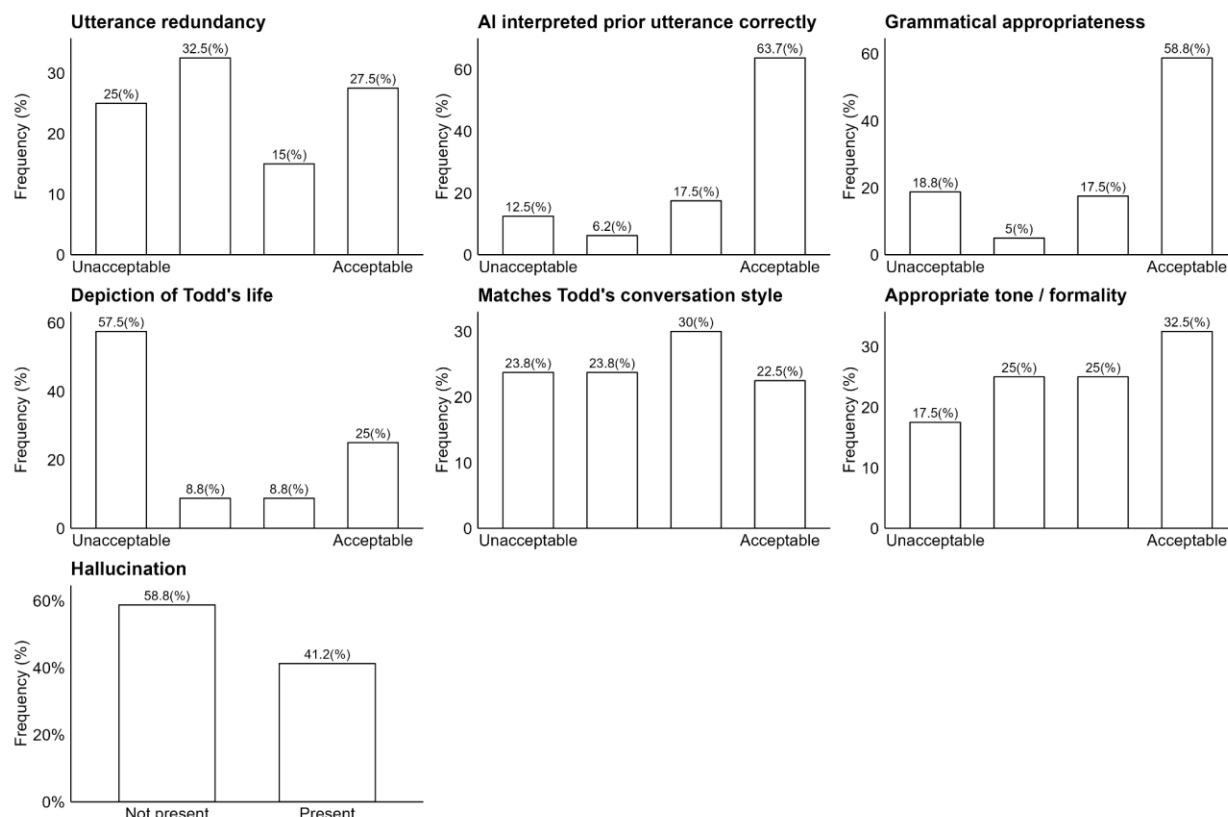 Utterance redundancy
Frequency (%)
30
20
10
0
25(%)
32.5(%)
15(%)
27.5(%)
Unacceptable
Acceptable
AI interpreted prior utterance correctly
Frequency (%)
60
40
20
0
12.5(%)
6.2(%)
17.5(%)
63.7(%)
Unacceptable
Acceptable
Grammatical appropriateness
Frequency (%)
60
40
20
0
18.8(%)
5(%)
17.5(%)
58.8(%)
Unacceptable
Acceptable
Depiction of Todd's life
Frequency (%)
60
40
20
0
57.5(%)
8.8(%)
8.8(%)
25(%)
Unacceptable
Acceptable
Matches Todd's conversation style
Frequency (%)
30
20
10
0
23.8(%)
23.8(%)
30(%)
22.5(%)
Unacceptable
Acceptable
Appropriate tone / formality
Frequency (%)
30
20
10
0
17.5(%)
25(%)
25(%)
32.5(%)
Unacceptable
Acceptable
Hallucination
Frequency (%)
60%
40%
20%
0%
58.8(%)
41.2(%)
Not present
Present